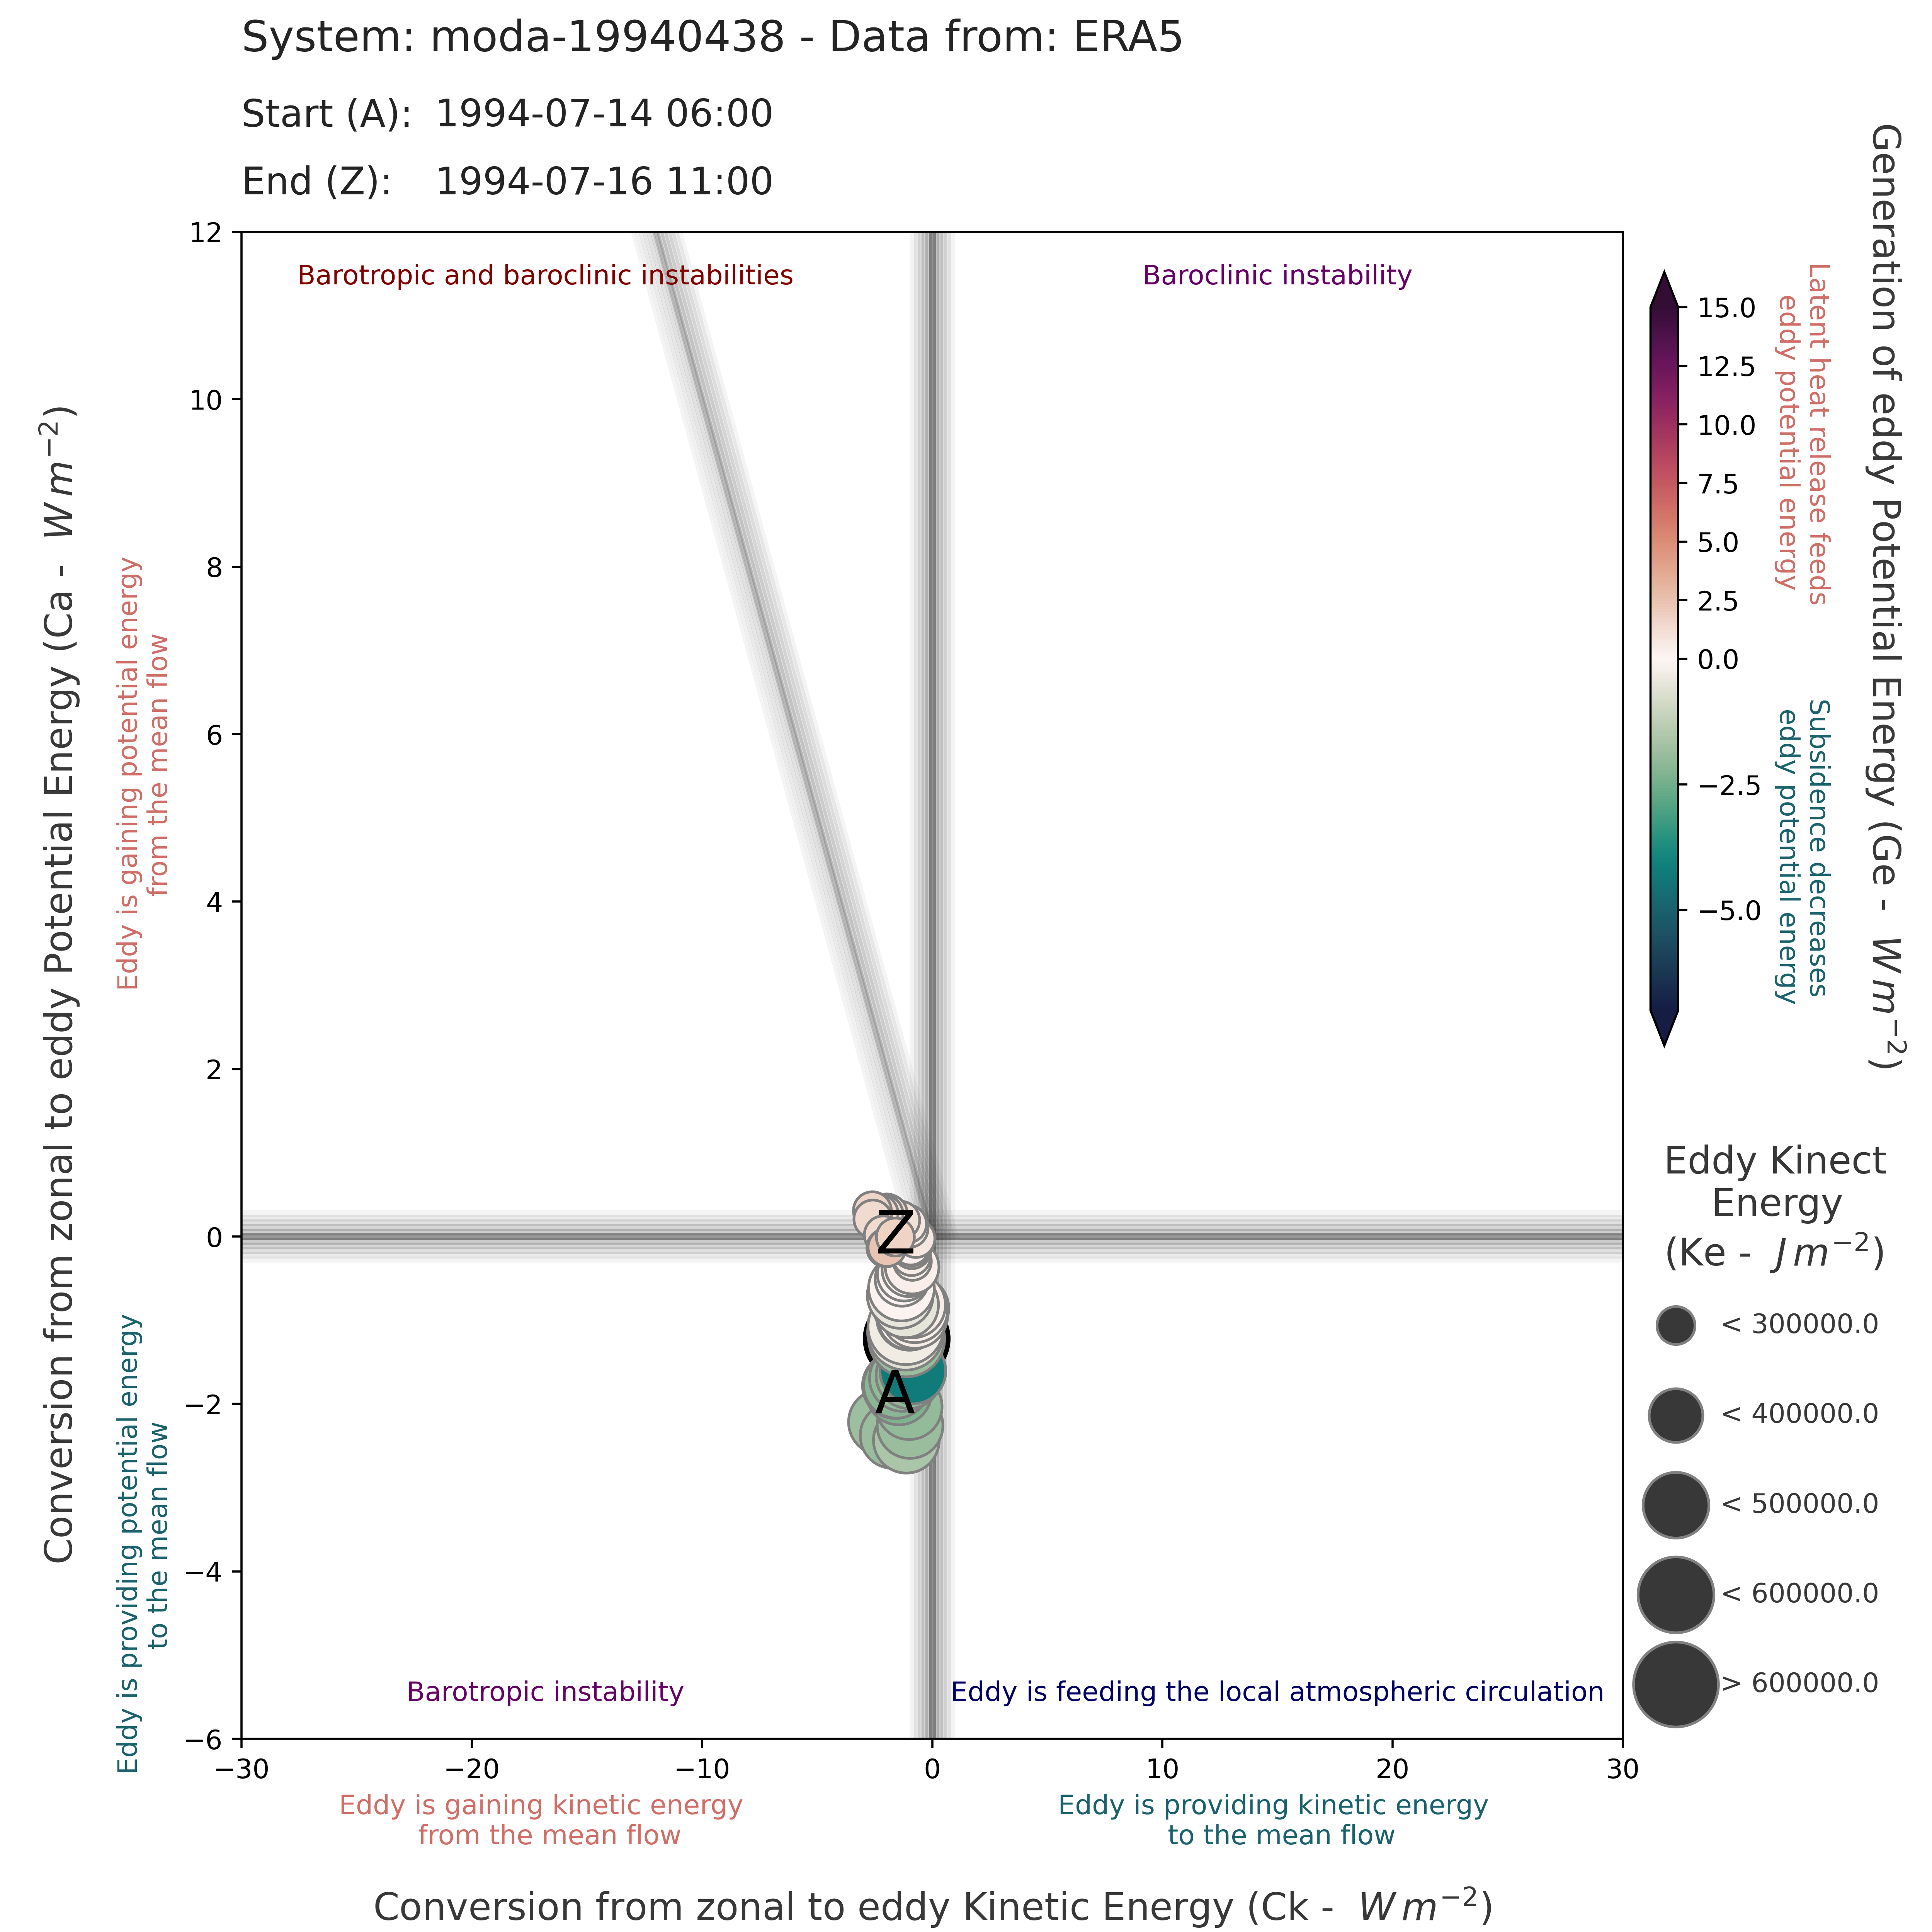 System: moda-19940438 - Data from: ERA5
Start (A): 1994-07-14 06:00
End (Z): 1994-07-16 11:00
Barotropic and baroclinic instabilities
Baroclinic instability
Barotropic instability
Eddy is feeding the local atmospheric circulation
Z
A
12
10
8
6
4
2
0
−2
−4
−6
−30
−20
−10
0
10
20
30
Conversion from zonal to eddy Potential Energy (Ca - W m⁻²)
Eddy is gaining potential energy
from the mean flow
Eddy is providing potential energy
to the mean flow
Eddy is gaining kinetic energy
from the mean flow
Eddy is providing kinetic energy
to the mean flow
Conversion from zonal to eddy Kinetic Energy (Ck - W m⁻²)
15.0
12.5
10.0
7.5
5.0
2.5
0.0
−2.5
−5.0
Latent heat release feeds
eddy potential energy
Subsidence decreases
eddy potential energy
Generation of eddy Potential Energy (Ge - W m⁻²)
Eddy Kinect
Energy
(Ke - J m⁻²)
< 300000.0
< 400000.0
< 500000.0
< 600000.0
> 600000.0